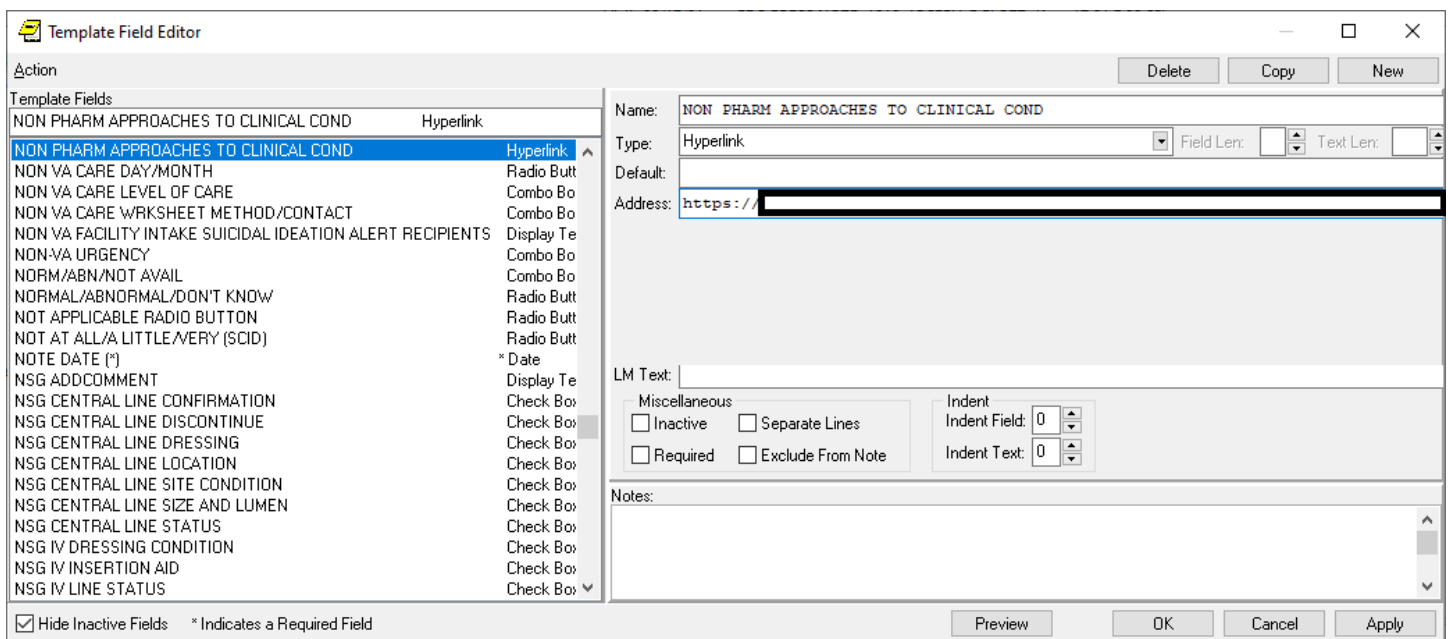 Template Field Editor
Action Delete Copy New
Template Fields
NON PHARM APPROACHES TO CLINICAL COND Hyperlink
NON PHARM APPROACHES TO CLINICAL COND Hyperlink
NON VA CARE DAY/MONTH Radio Butt
NON VA CARE LEVEL OF CARE Combo Bo
NON VA CARE WRKSHEET METHOD/CONTACT Combo Bo
NON VA FACILITY INTAKE SUICIDAL IDEATION ALERT RECIPIENTS Display Te
NON-VA URGENCY Combo Bo
NORM/ABN/NOT AVAIL Combo Bo
NORMAL/ABNORMAL/DON'T KNOW Radio Butt
NOT APPLICABLE RADIO BUTTON Radio Butt
NOT AT ALL/A LITTLE/VERY (SCID) Radio Butt
NOTE DATE (*) * Date
NSG ADDCOMMENT Display Te
NSG CENTRAL LINE CONFIRMATION Check Box
NSG CENTRAL LINE DISCONTINUE Check Box
NSG CENTRAL LINE DRESSING Check Box
NSG CENTRAL LINE LOCATION Check Box
NSG CENTRAL LINE SITE CONDITION Check Box
NSG CENTRAL LINE SIZE AND LUMEN Check Box
NSG CENTRAL LINE STATUS Check Box
NSG IV DRESSING CONDITION Check Box
NSG IV INSERTION AID Check Box
NSG IV LINE STATUS Check Box
Name: NON PHARM APPROACHES TO CLINICAL COND
Type: Hyperlink Field Len: Text Len:
Default:
Address: https://
LM Text:
Miscellaneous Indent
Inactive Separate Lines Indent Field: 0
Required Exclude From Note Indent Text: 0
Notes:
Hide Inactive Fields * Indicates a Required Field Preview OK Cancel Apply